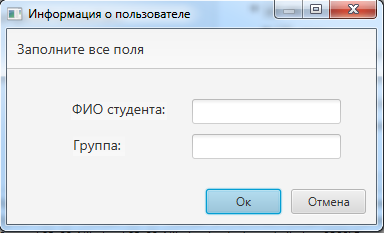 Информация о пользователе
Заполните все поля
ФИО студента:
Группа:
Ок
Отмена